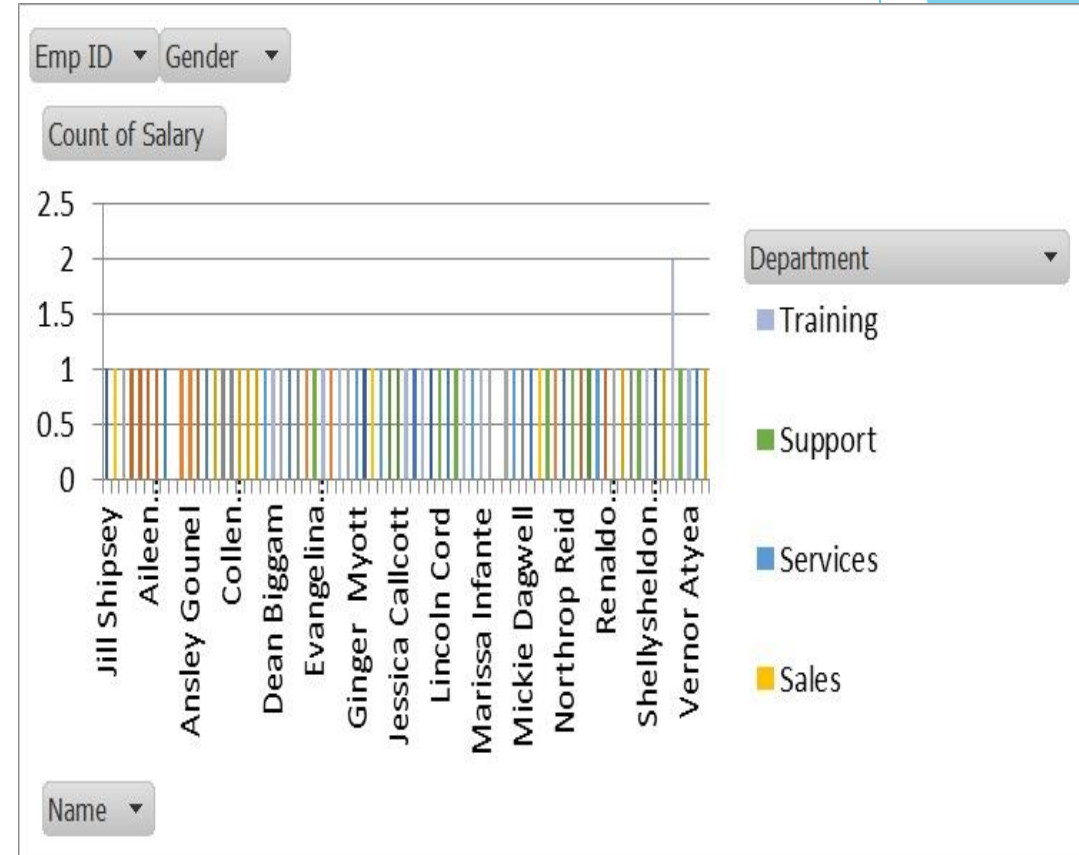 Emp ID Gender
Count of Salary
2.5
2
1.5
1
0.5
0
Department
Training
Support
Services
Sales
Jill Shipsey
Aileen...
Ansley Gounel
Collen...
Dean Biggam
Evangelina...
Ginger Myott
Jessica Callcott
Lincoln Cord
Marissa Infante
Mickie Dagwell
Northrop Reid
Renaldo...
Shellysheldon...
Vernor Atyea
Name